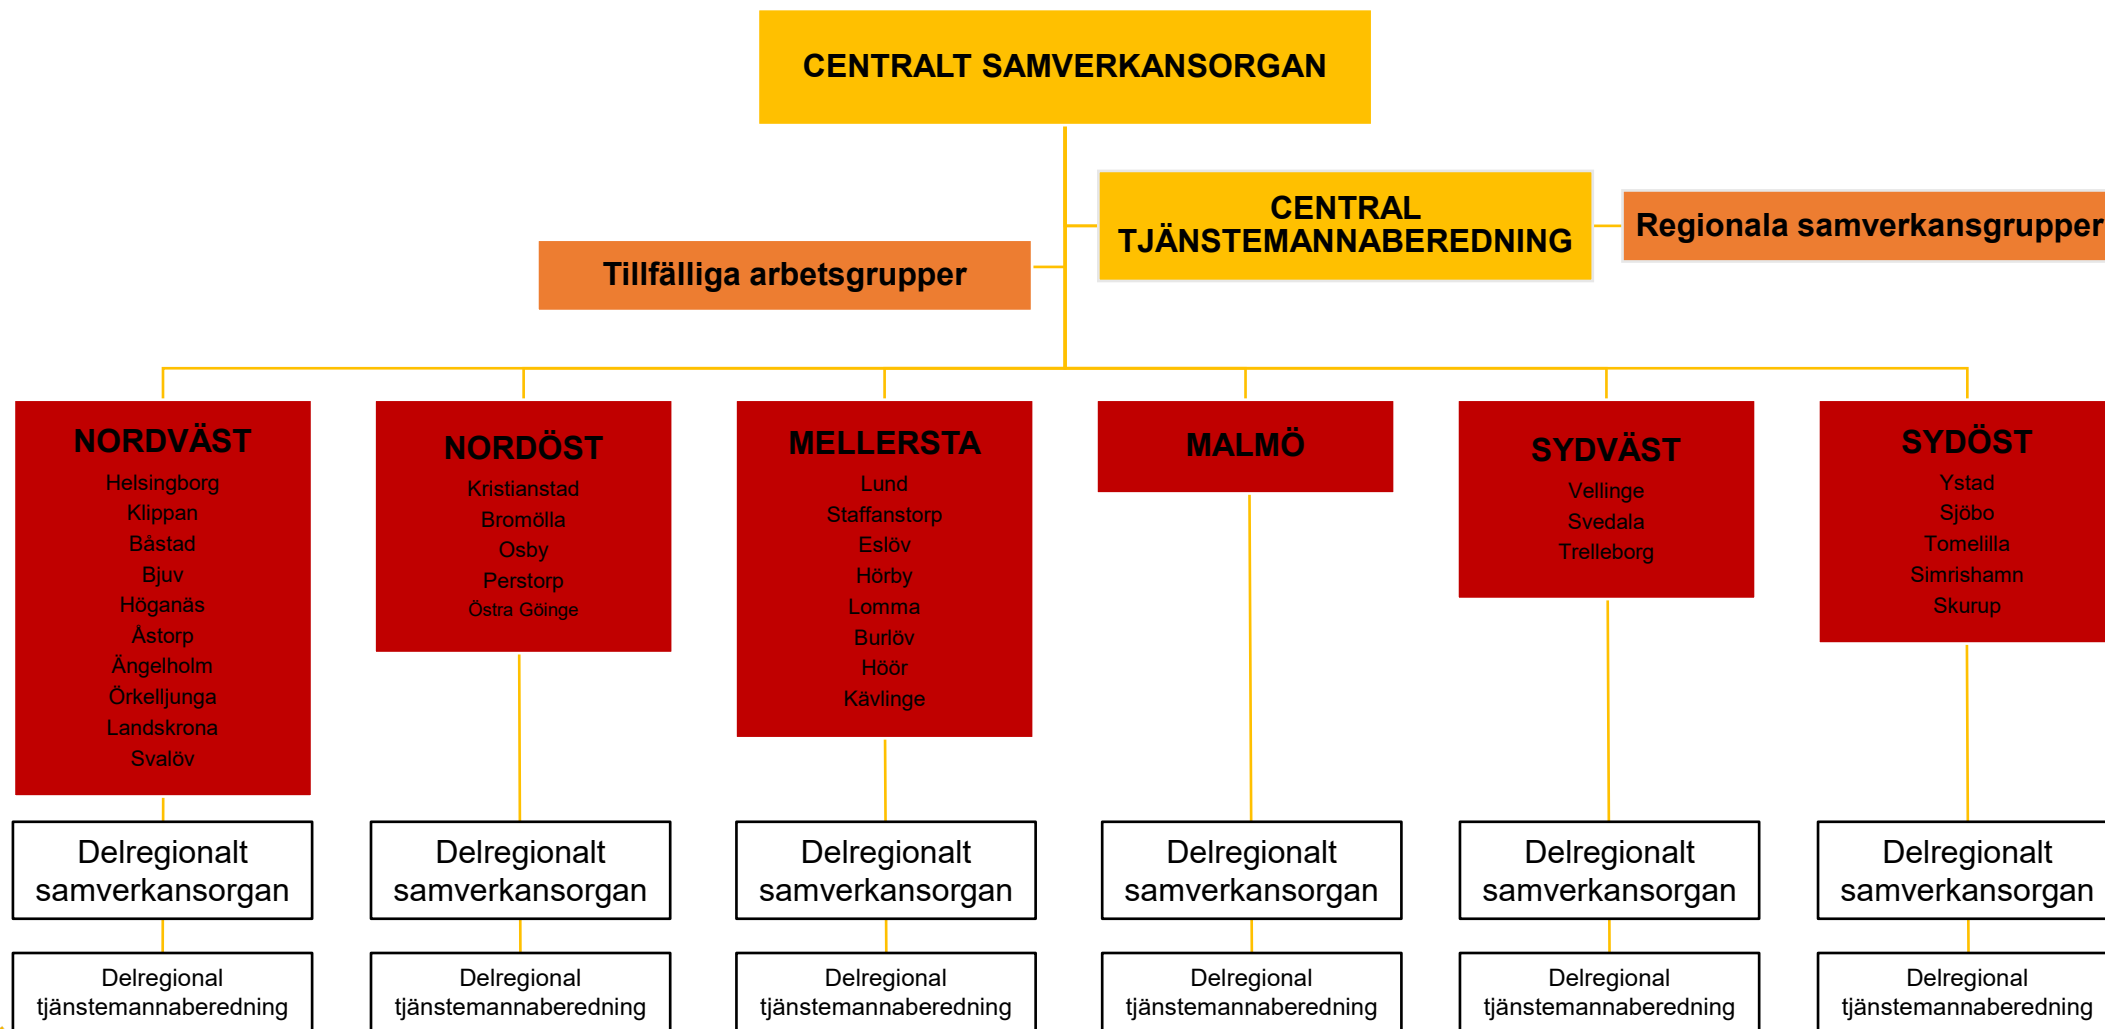 CENTRALT SAMVERKANSORGAN
CENTRAL
TJÄNSTEMANNABEREDNING
Regionala samverkansgrupper
Tillfälliga arbetsgrupper
NORDVÄST
Helsingborg
Klippan
Båstad
Bjuv
Höganäs
Åstorp
Ängelholm
Örkelljunga
Landskrona
Svalöv
NORDÖST
Kristianstad
Bromölla
Osby
Perstorp
Östra Göinge
MELLERSTA
Lund
Staffanstorp
Eslöv
Hörby
Lomma
Burlöv
Höör
Kävlinge
MALMÖ
SYDVÄST
Vellinge
Svedala
Trelleborg
SYDÖST
Ystad
Sjöbo
Tomelilla
Simrishamn
Skurup
Delregionalt
samverkansorgan
Delregionalt
samverkansorgan
Delregionalt
samverkansorgan
Delregionalt
samverkansorgan
Delregionalt
samverkansorgan
Delregionalt
samverkansorgan
Delregional
tjänstemannaberedning
Delregional
tjänstemannaberedning
Delregional
tjänstemannaberedning
Delregional
tjänstemannaberedning
Delregional
tjänstemannaberedning
Delregional
tjänstemannaberedning